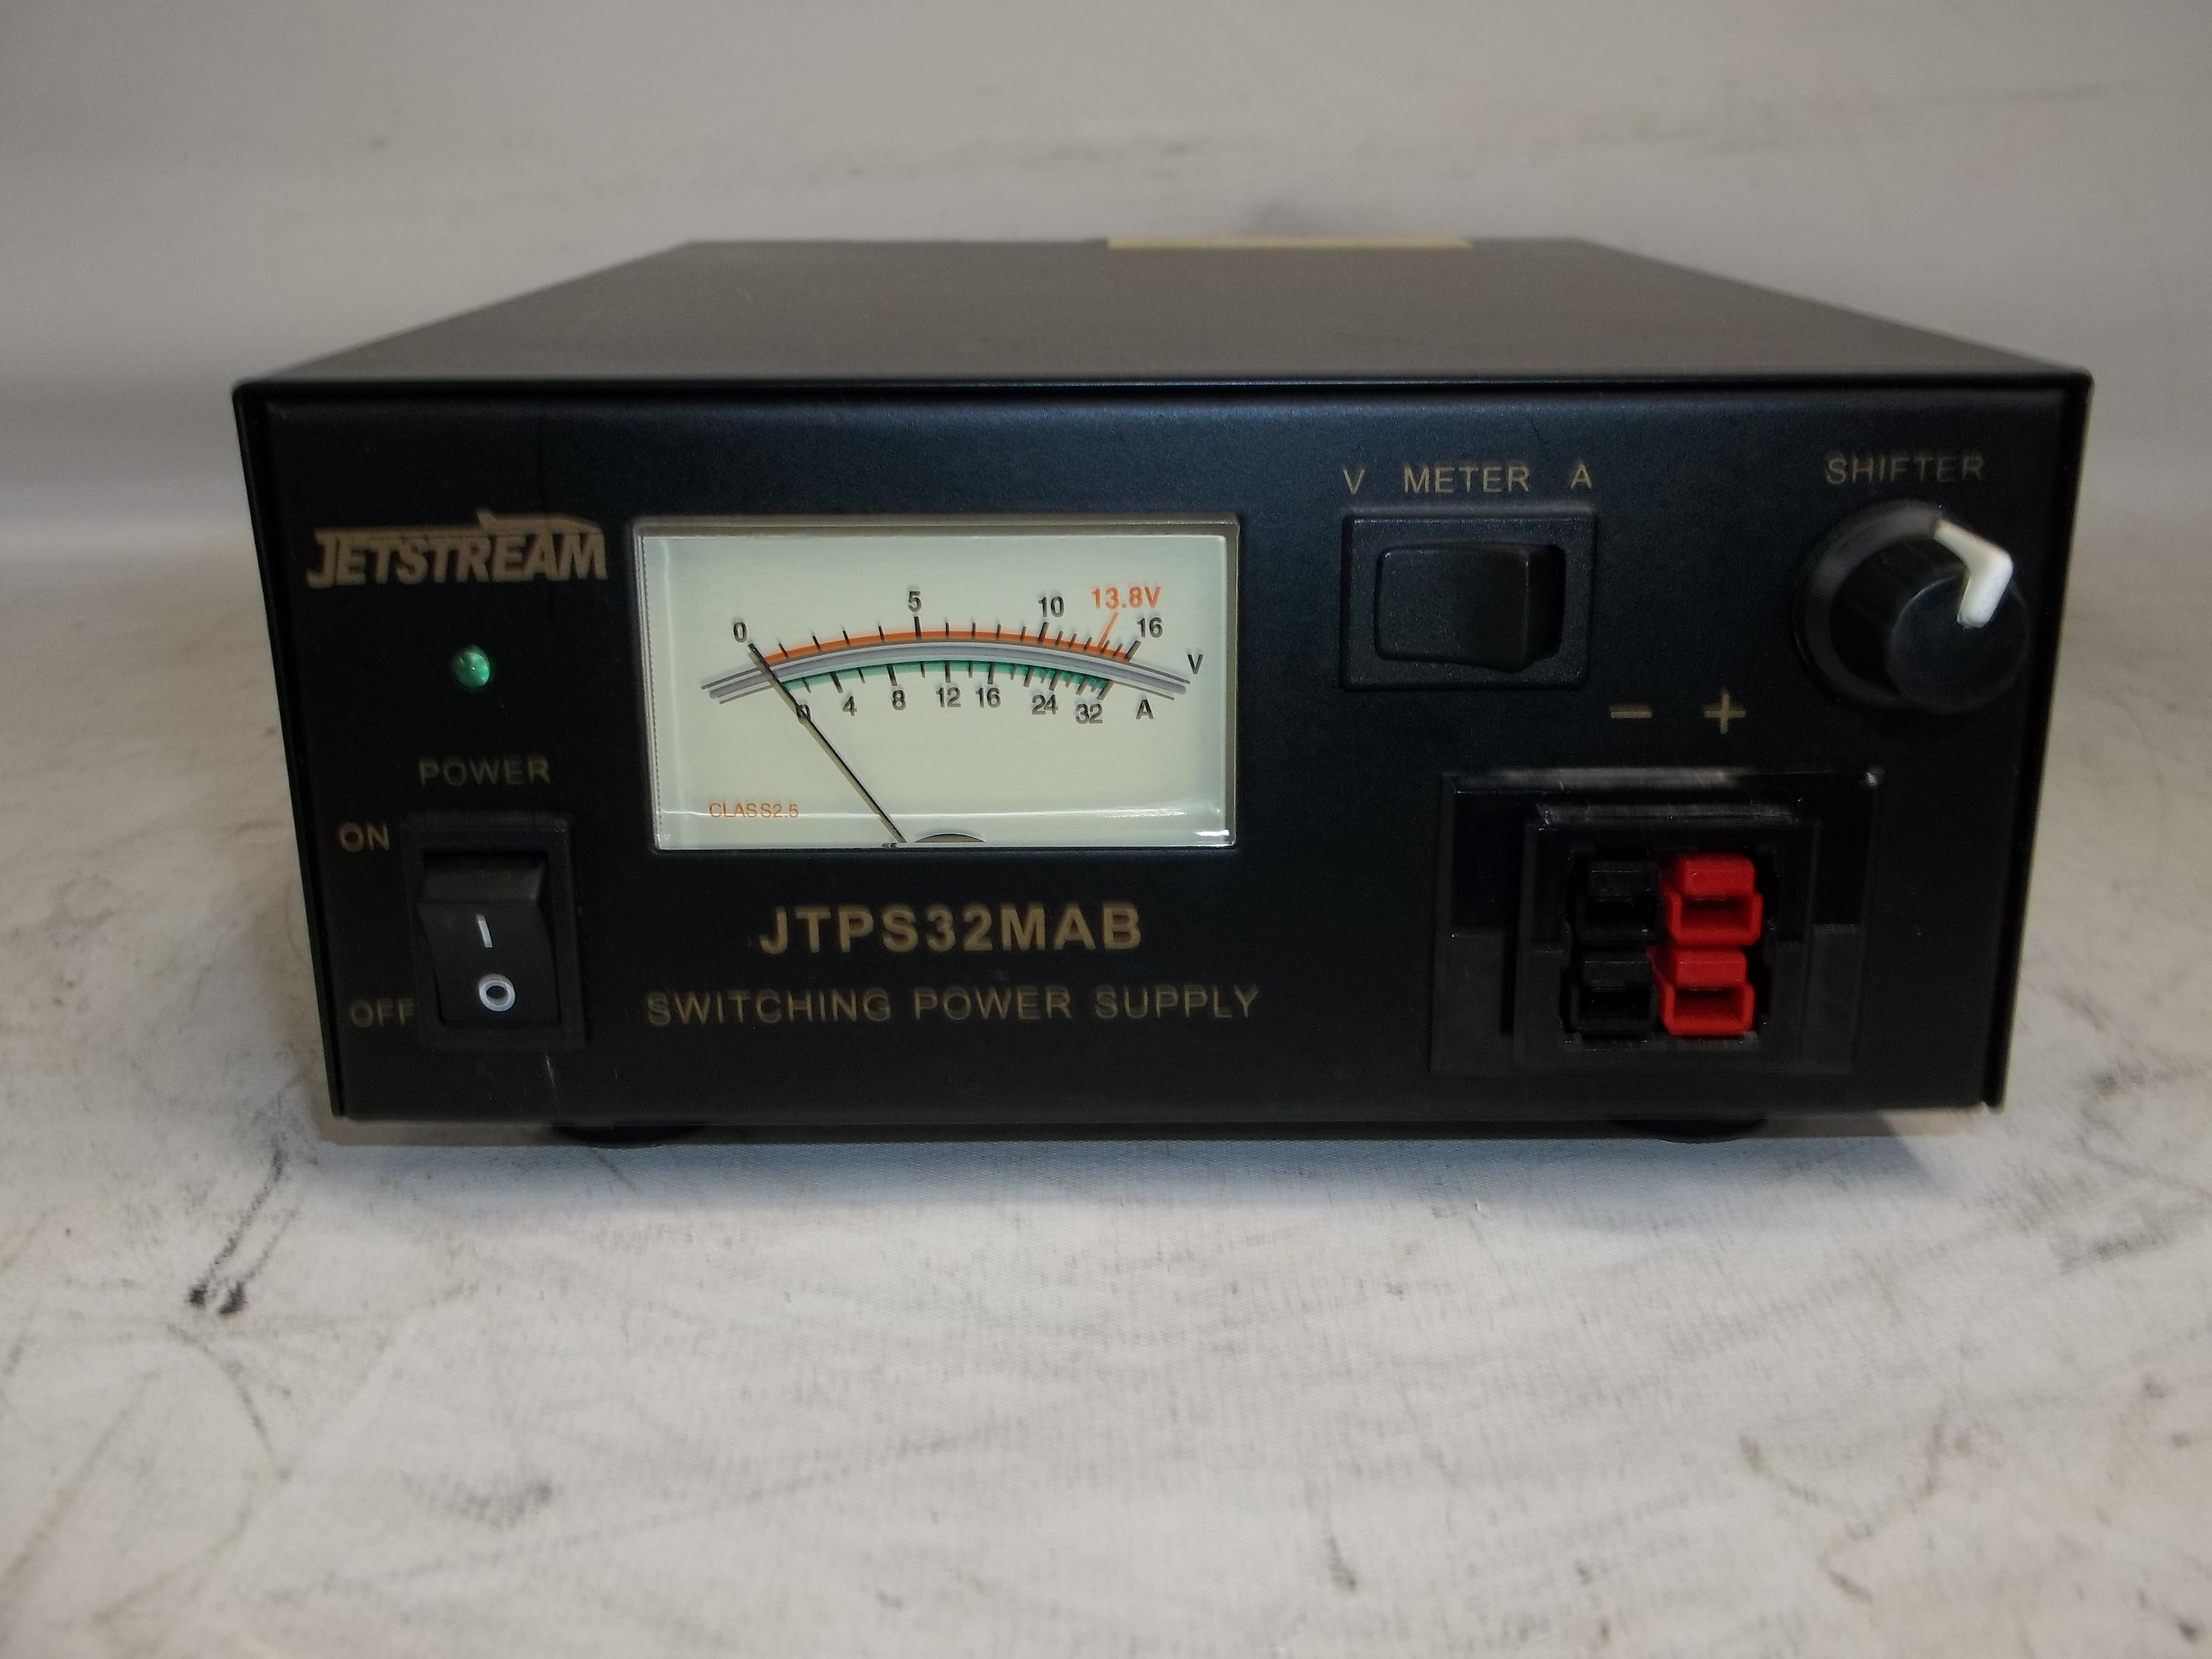 JETSTREAM
POWER
ON
OFF
I
O
0 5 10 13.8V 16
V
0 4 8 12 16 24 32 A
CLASS2.5
JTPS32MAB
SWITCHING POWER SUPPLY
V METER A
SHIFTER
- +